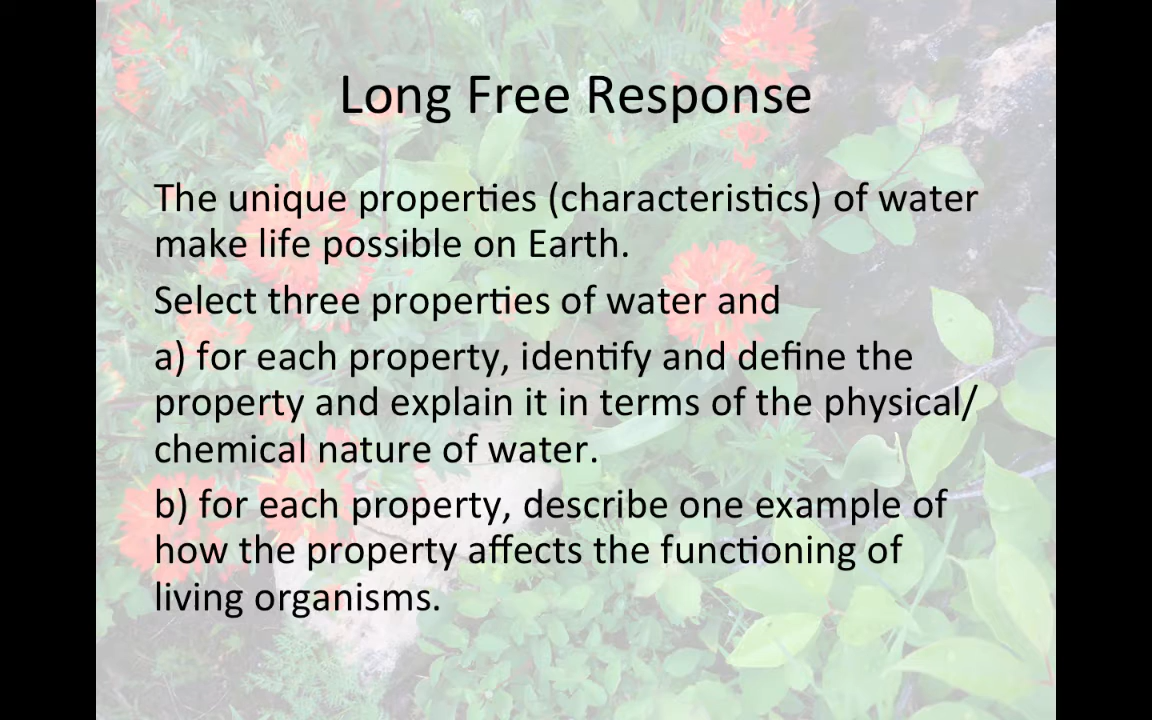 Long Free Response
The unique properties (characteristics) of water
make life possible on Earth.
Select three properties of water and
a) for each property, identify and define the
property and explain it in terms of the physical/
chemical nature of water.
b) for each property, describe one example of
how the property affects the functioning of
living organisms.